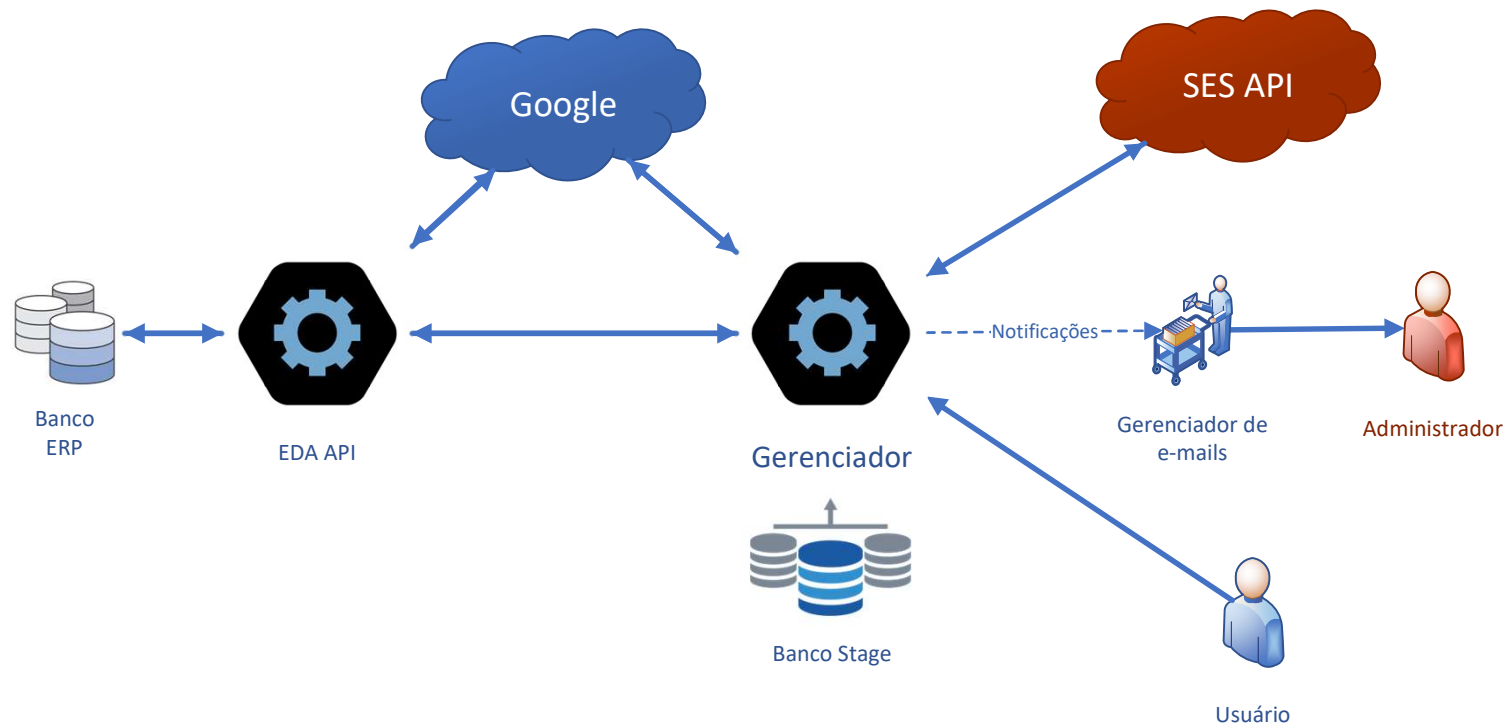 Google
SES API
Notificações
Banco
ERP
EDA API
Gerenciador
Gerenciador de
e-mails
Administrador
Banco Stage
Usuário